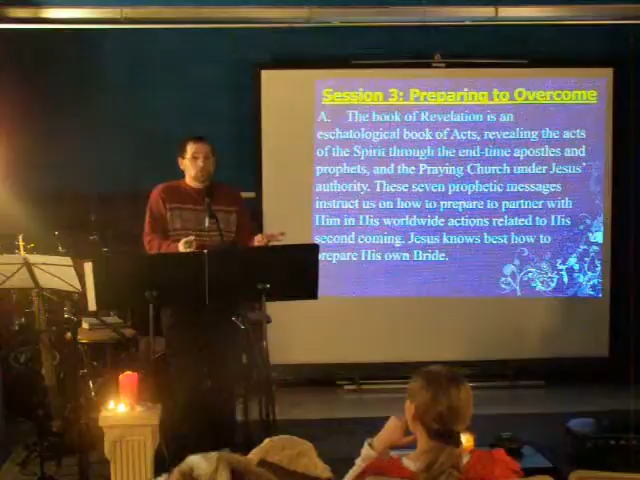 Session 3: Preparing to Overcome
A. The book of Revelation is an
eschatological book of Acts, revealing the acts
of the Spirit through the end-time apostles and
prophets, and the Praying Church under Jesus'
authority. These seven prophetic messages
instruct us on how to prepare to partner with
Him in His worldwide actions related to His
second coming. Jesus knows best how to
prepare His own Bride.